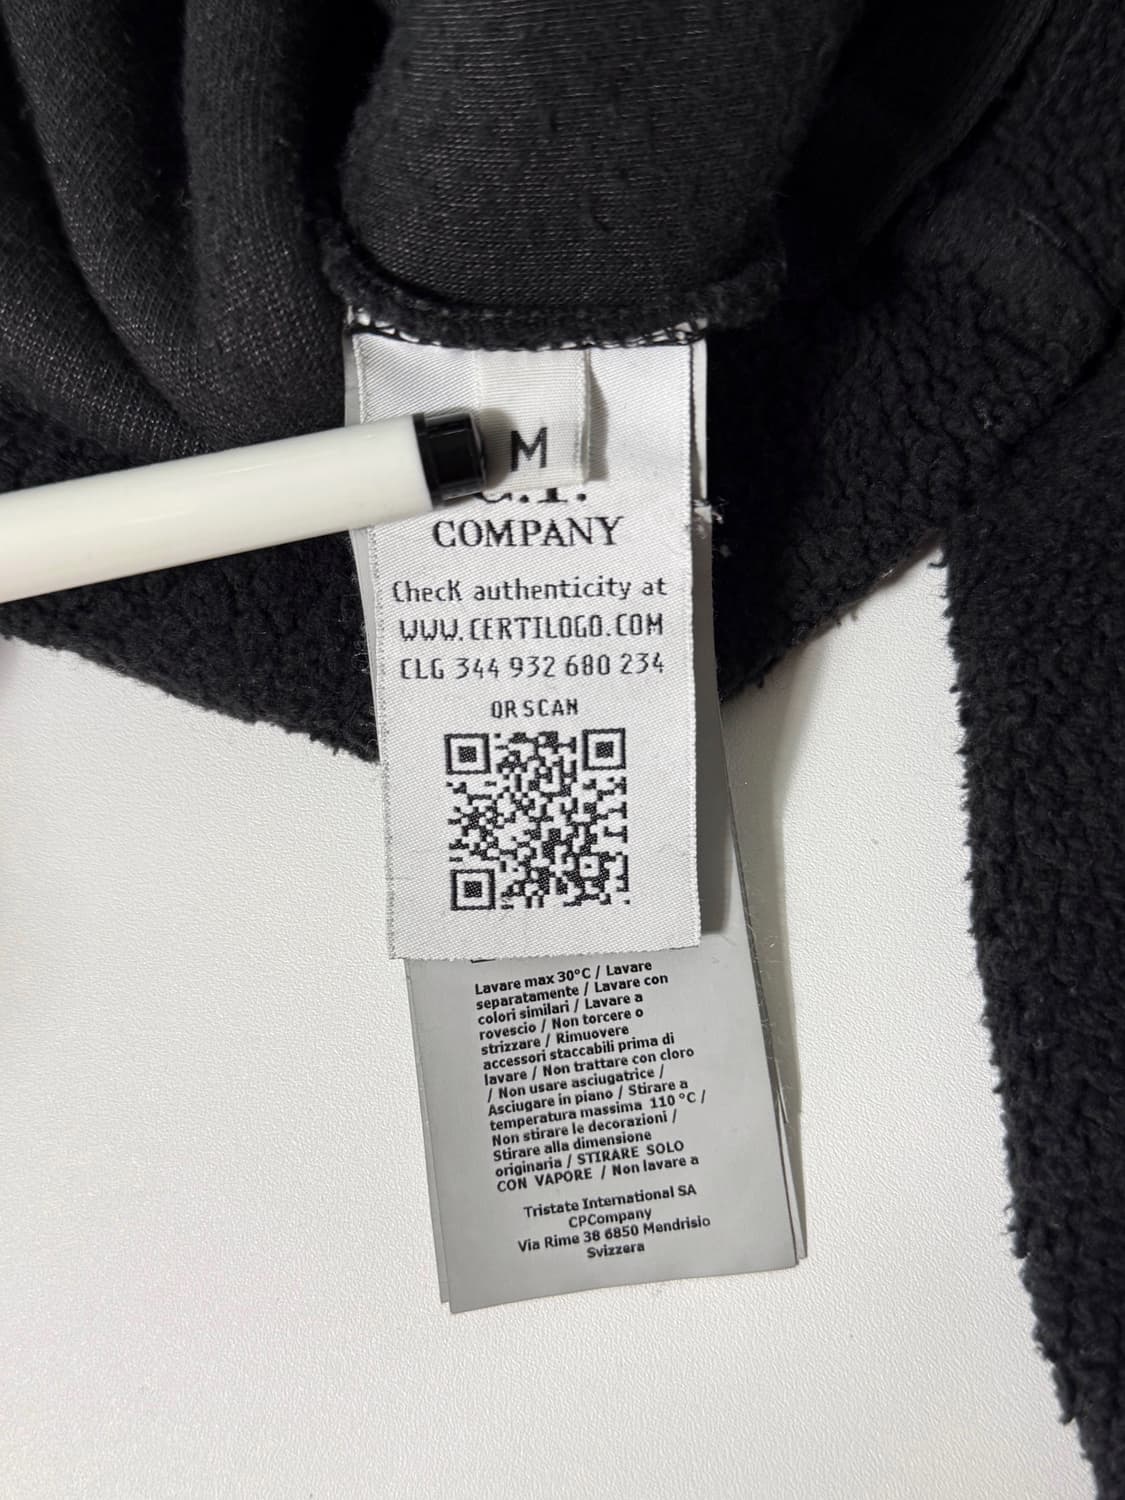 M
C.P.
COMPANY
Check authenticity at
WWW.CERTILOGO.COM
CLG 344 932 680 234
OR SCAN
Lavare max 30°C / Lavare
separatamente / Lavare con
colori similari / Lavare a
rovescio / Non torcere o
strizzare / Rimuovere
accessori staccabili prima di
lavare / Non trattare con cloro
/ Non usare asciugatrice /
Asciugare in piano / Stirare a
temperatura massima 110 °C /
Non stirare le decorazioni /
Stirare alla dimensione
originaria / STIRARE SOLO
CON VAPORE / Non lavare a
Tristate International SA
CPCompany
Via Rime 38 6850 Mendrisio
Svizzera